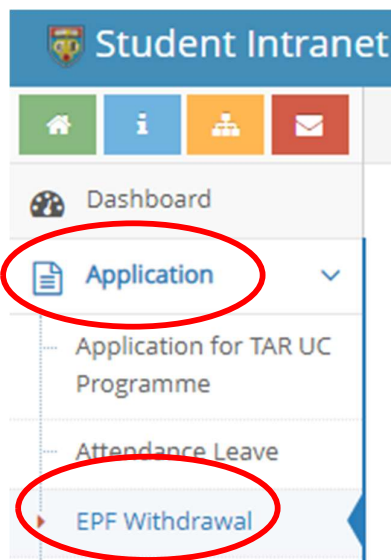 Student Intranet
i
Dashboard
Application
Application for TAR UC
Programme
Attendance Leave
EPF Withdrawal